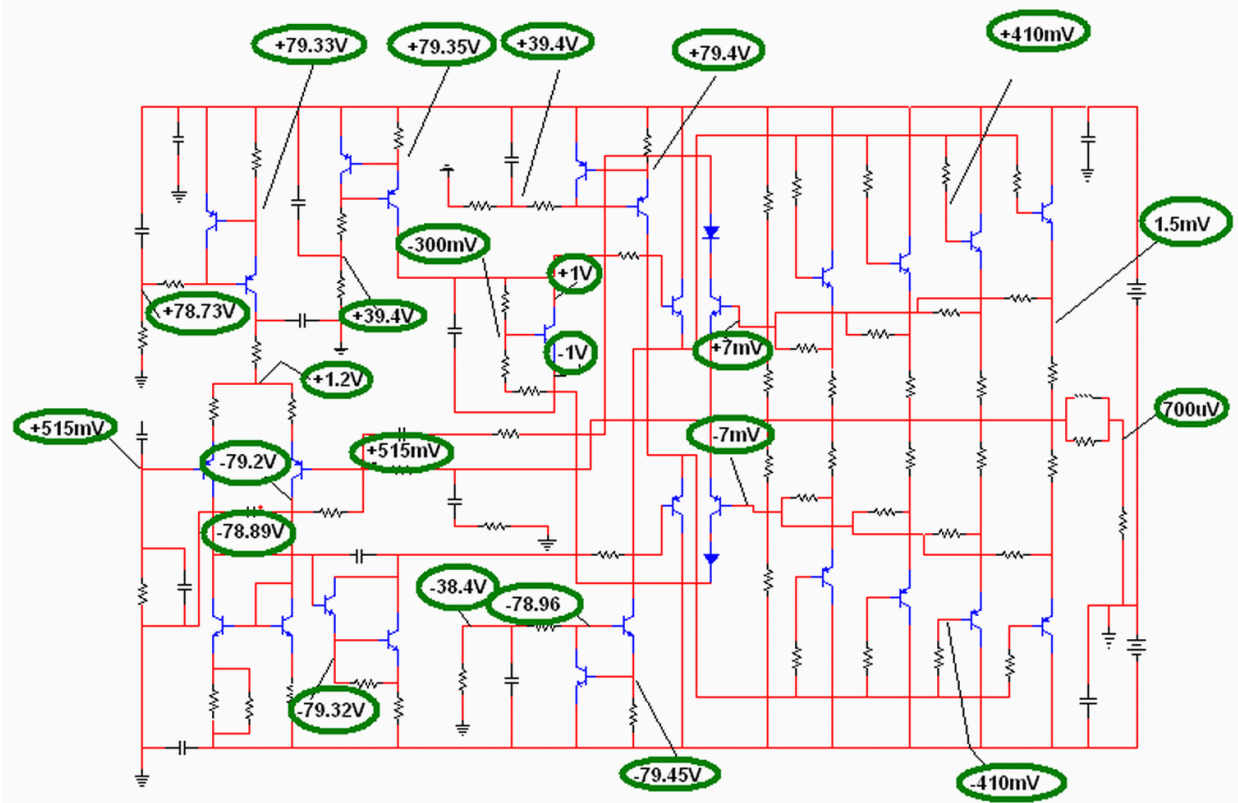 +79.33V
+79.35V
+39.4V
+79.4V
+410mV
-300mV
+1V
1.5mV
+78.73V
+39.4V
-1V
+7mV
+1.2V
700uV
+515mV
+515mV
-7mV
-79.2V
-78.89V
-38.4V
-78.96
-79.32V
-79.45V
-410mV